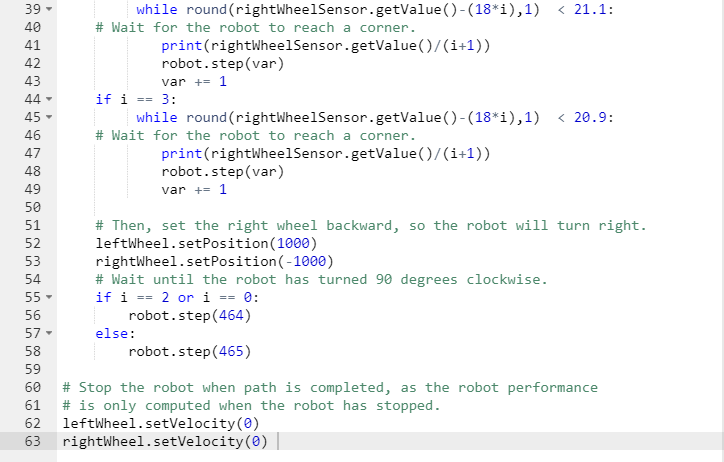 39 while round(rightWheelSensor.getValue()-(18*i),1)  < 21.1:
40 # Wait for the robot to reach a corner.
41 print(rightWheelSensor.getValue()/(i+1))
42 robot.step(var)
43 var += 1
44 if i == 3:
45 while round(rightWheelSensor.getValue()-(18*i),1)  < 20.9:
46 # Wait for the robot to reach a corner.
47 print(rightWheelSensor.getValue()/(i+1))
48 robot.step(var)
49 var += 1
50
51 # Then, set the right wheel backward, so the robot will turn right.
52 leftWheel.setPosition(1000)
53 rightWheel.setPosition(-1000)
54 # Wait until the robot has turned 90 degrees clockwise.
55 if i == 2 or i == 0:
56 robot.step(464)
57 else:
58 robot.step(465)
59
60 # Stop the robot when path is completed, as the robot performance
61 # is only computed when the robot has stopped.
62 leftWheel.setVelocity(0)
63 rightWheel.setVelocity(0)